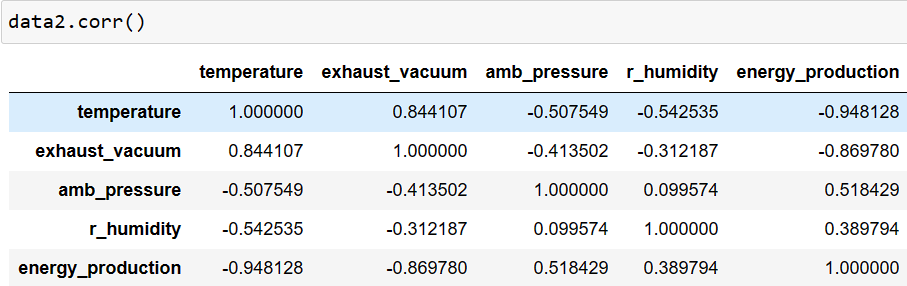 data2.corr()
temperature exhaust_vacuum amb_pressure r_humidity energy_production
temperature 1.000000 0.844107 -0.507549 -0.542535 -0.948128
exhaust_vacuum 0.844107 1.000000 -0.413502 -0.312187 -0.869780
amb_pressure -0.507549 -0.413502 1.000000 0.099574 0.518429
r_humidity -0.542535 -0.312187 0.099574 1.000000 0.389794
energy_production -0.948128 -0.869780 0.518429 0.389794 1.000000